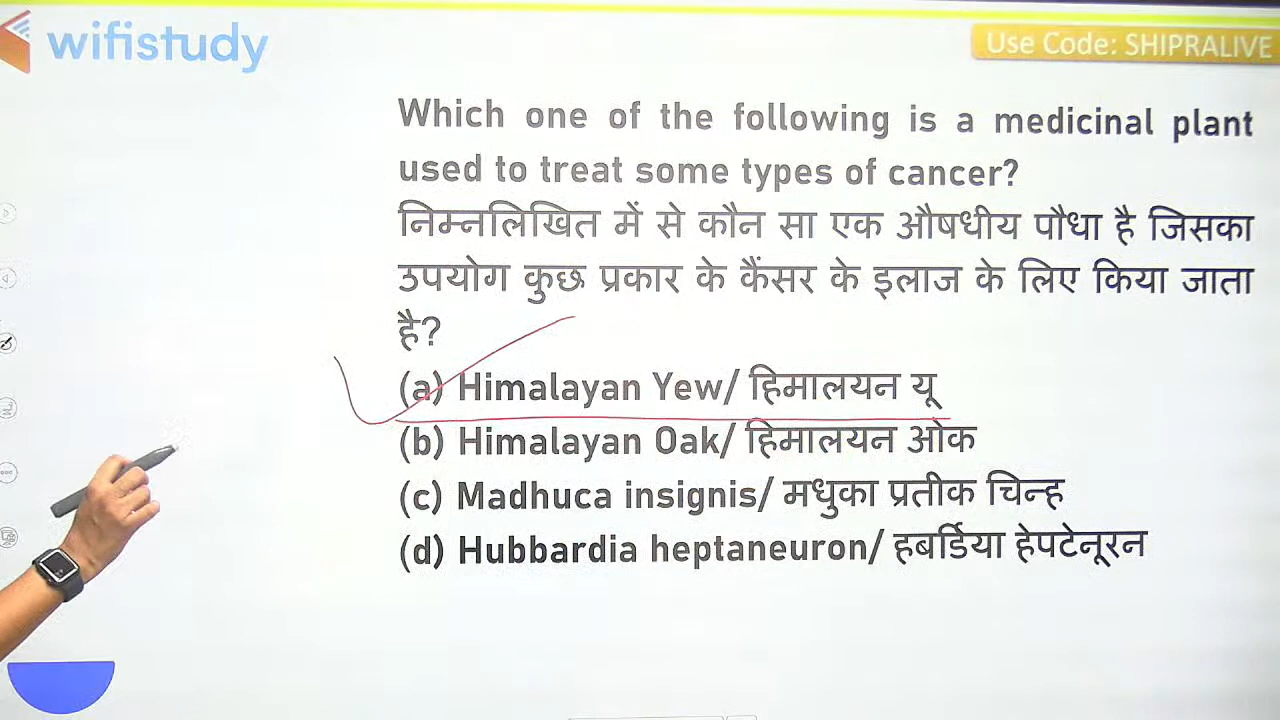 wifistudy
Use Code: SHIPRALIVE
Which one of the following is a medicinal plant
used to treat some types of cancer?
निम्नलिखित में से कौन सा एक औषधीय पौधा है जिसका
उपयोग कुछ प्रकार के कैंसर के इलाज के लिए किया जाता
है?
(a) Himalayan Yew/ हिमालयन यू
(b) Himalayan Oak/ हिमालयन ओक
(c) Madhuca insignis/ मधुका प्रतीक चिन्ह
(d) Hubbardia heptaneuron/ हबर्डिया हेपटेनूरन